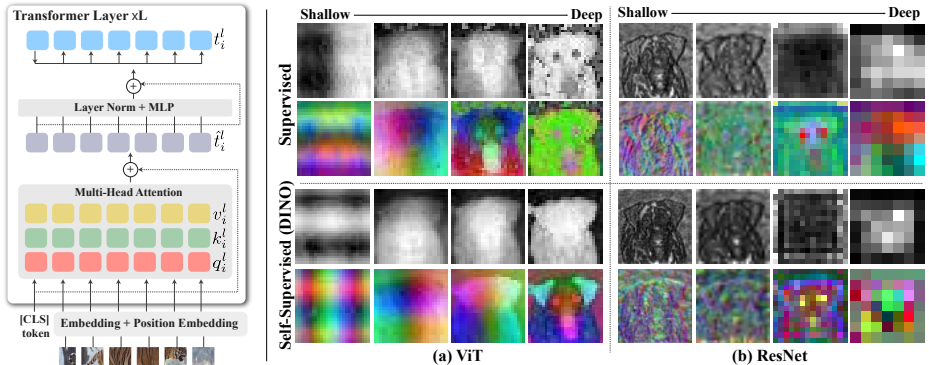 Transformer Layer xL
t_i^l
Layer Norm + MLP
t̂_i^l
Multi-Head Attention
v_i^l
k_i^l
q_i^l
[CLS]
token
Embedding + Position Embedding
Shallow
Deep
Shallow
Deep
Supervised
Self-Supervised (DINO)
(a) ViT
(b) ResNet